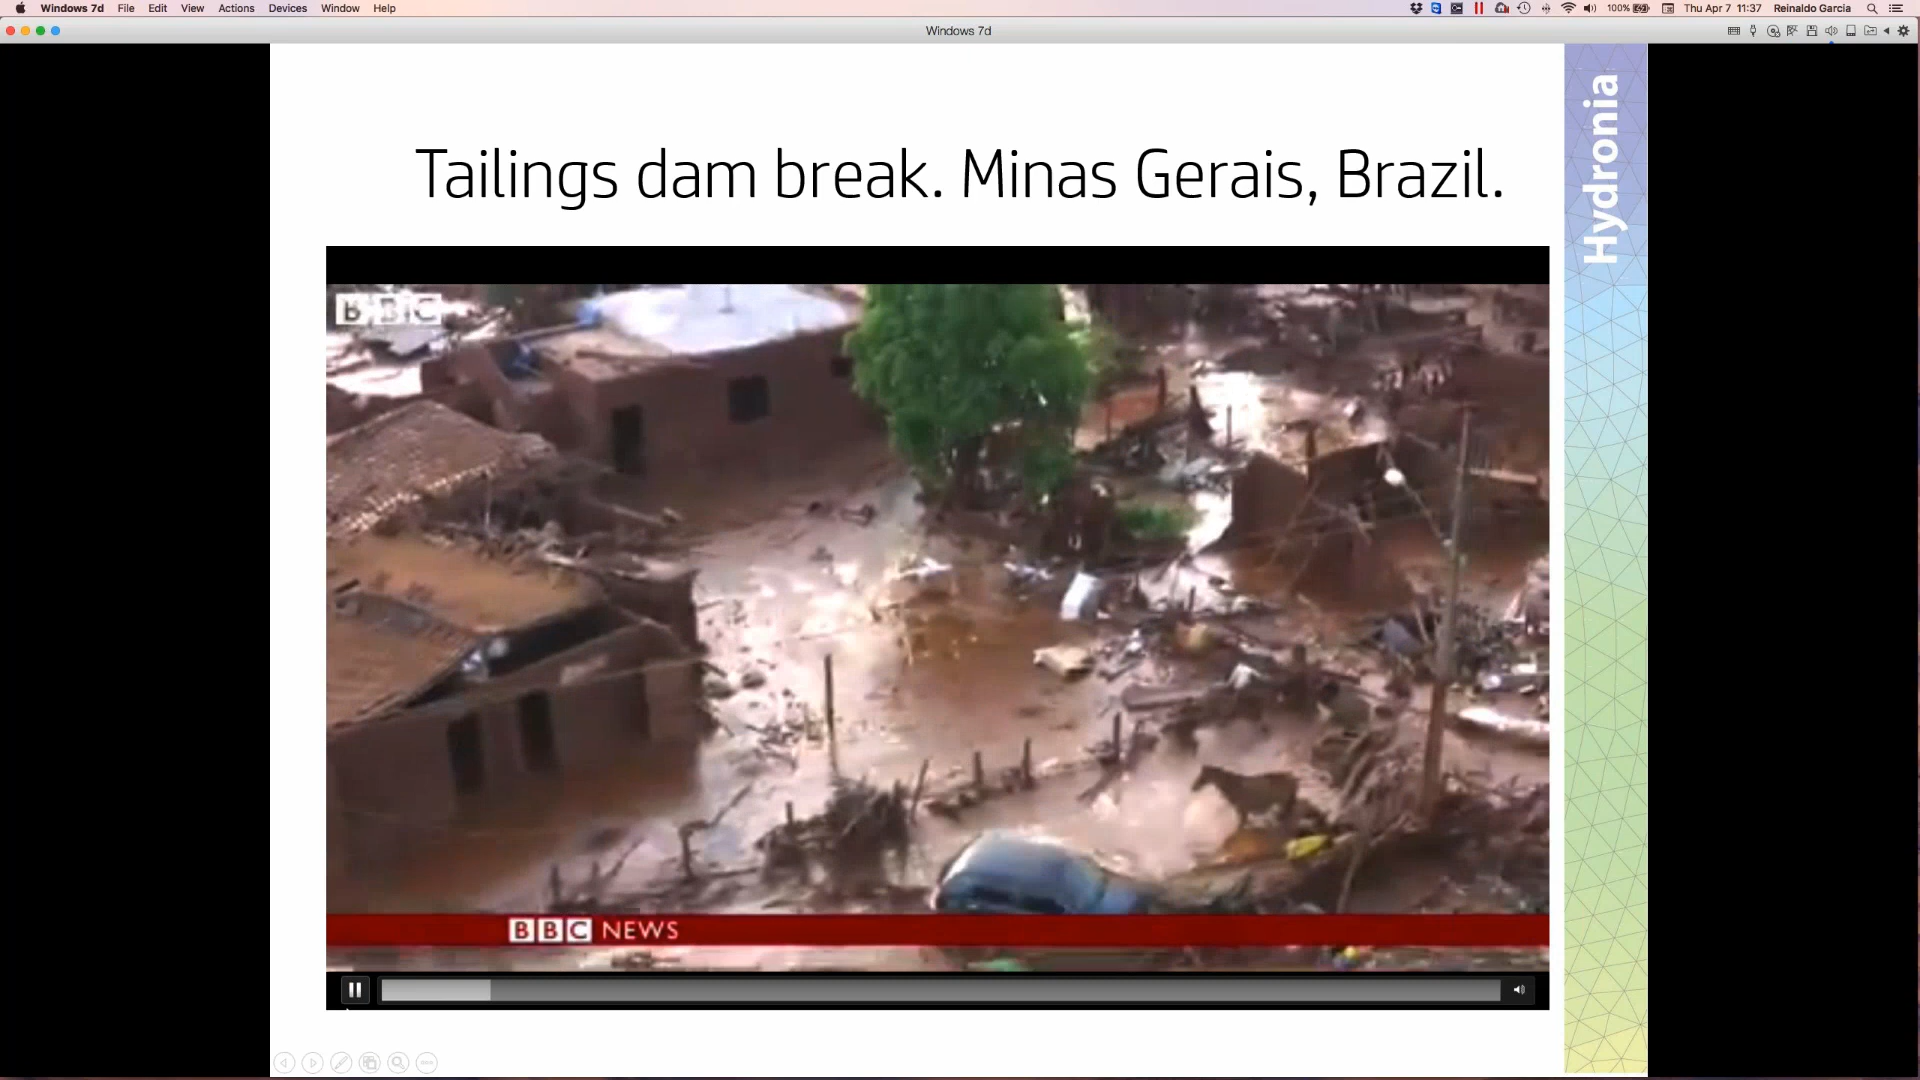 Windows 7d File Edit View Actions Devices Window Help 100% Thu Apr 7 11:37 Reinaldo Garcia
Windows 7d
Hydronia
Tailings dam break. Minas Gerais, Brazil.
BBC
BBC NEWS